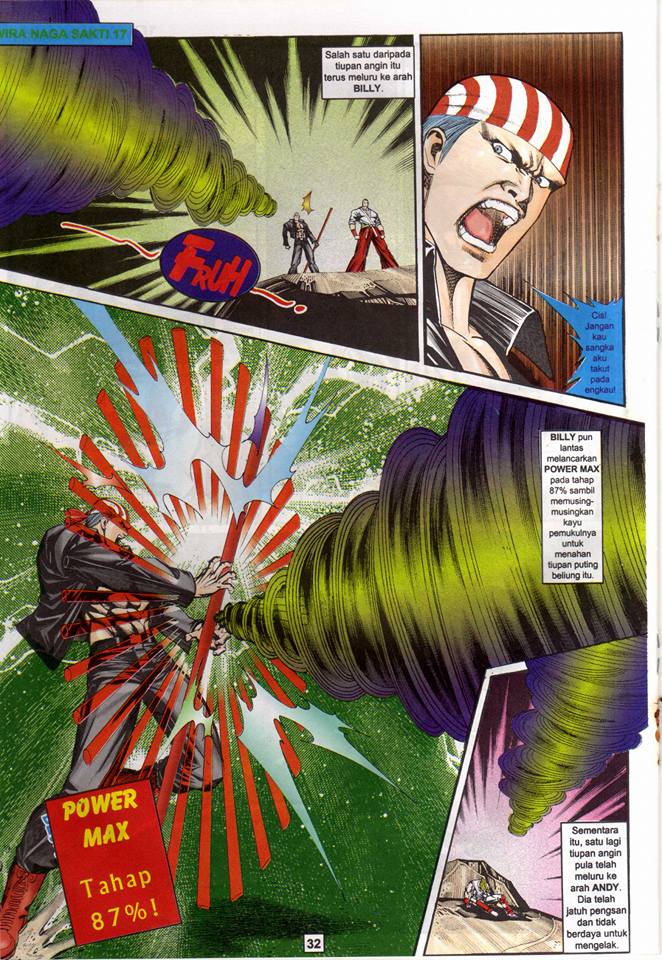 WIRA NAGA SAKTI 17
Salah satu daripada
tiupan angin itu
terus meluru ke arah
BILLY.
FRUH
Cis!
Jangan
kau
sangka
aku
takut
pada
engkau!
BILLY pun
lantas
melancarkan
POWER MAX
pada tahap
87% sambil
memusing-
musingkan
kayu
pemukulnya
untuk
menahan
tiupan puting
beliung itu.
POWER
MAX
Tahap
87%!
Sementara
itu, satu lagi
tiupan angin
pula telah
meluru ke
arah ANDY.
Dia telah
jatuh pengsan
dan tidak
berdaya untuk
mengelak.
32